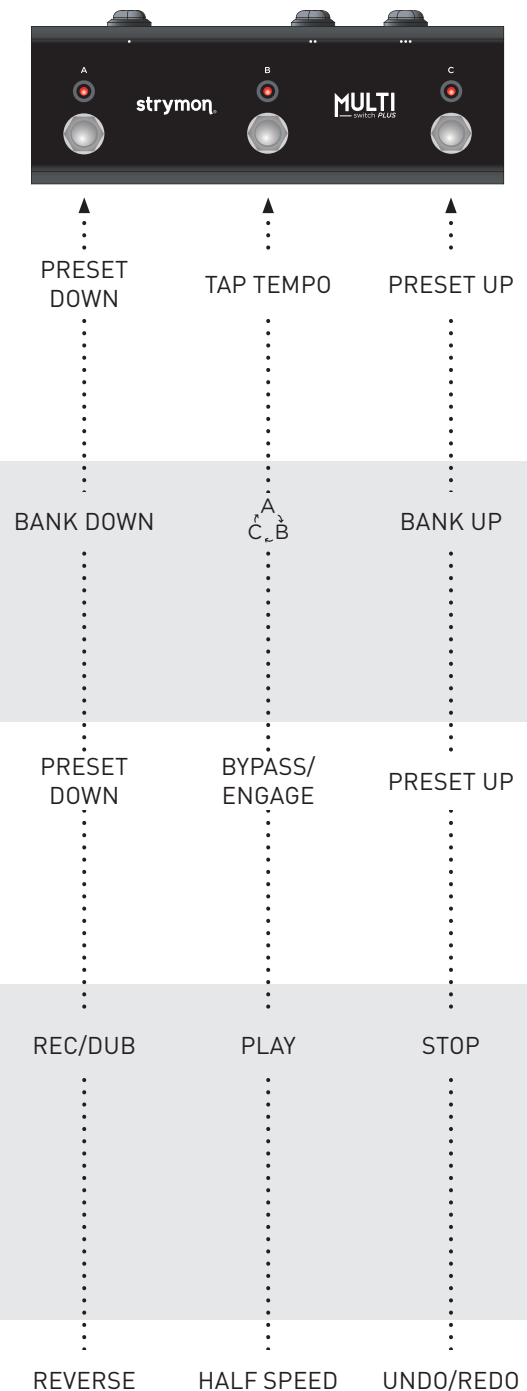 A B C
strymon®
MULTI
switch PLUS
PRESET
DOWN
TAP TEMPO
PRESET UP
BANK DOWN
A
C B
BANK UP
PRESET
DOWN
BYPASS/
ENGAGE
PRESET UP
REC/DUB
PLAY
STOP
REVERSE
HALF SPEED
UNDO/REDO